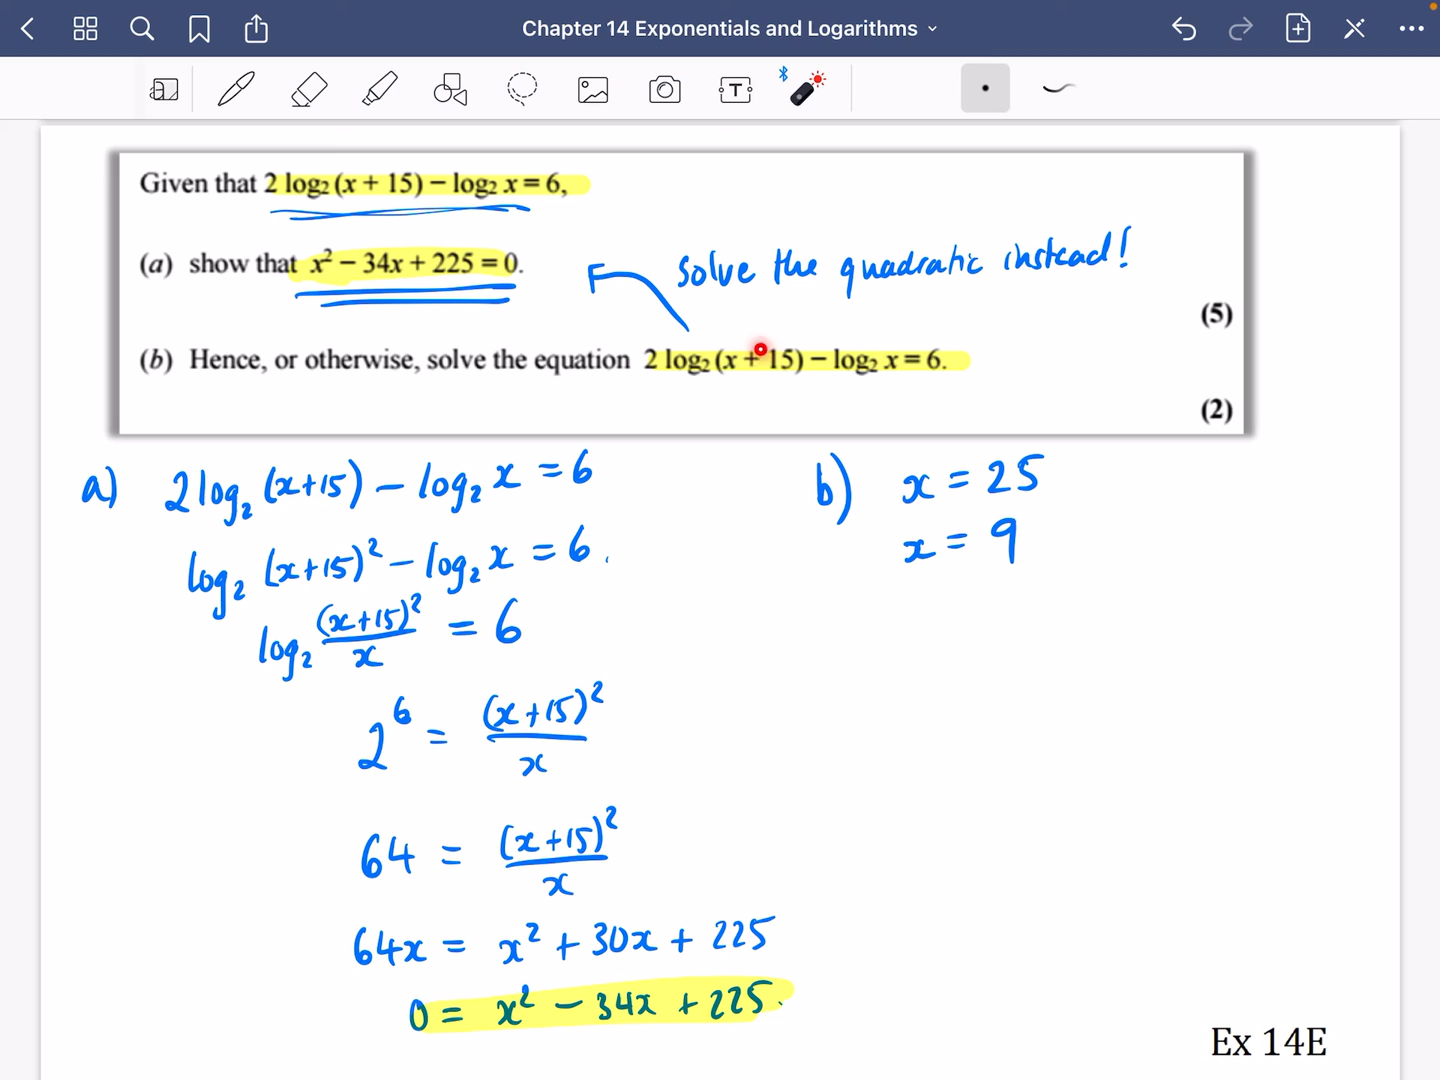 Chapter 14 Exponentials and Logarithms
Given that 2 log₂ (x + 15) − log₂ x = 6,
(a) show that x² − 34x + 225 = 0.
solve the quadratic instead!
(5)
(b) Hence, or otherwise, solve the equation 2 log₂ (x + 15) − log₂ x = 6.
(2)
a) 2log₂ (x+15) − log₂ x = 6
log₂ (x+15)² − log₂ x = 6.
log₂ (x+15)²/x = 6
2⁶ = (x+15)²/x
64 = (x+15)²/x
64x = x² + 30x + 225
0 = x² − 34x + 225.
b) x = 25
x = 9
Ex 14E